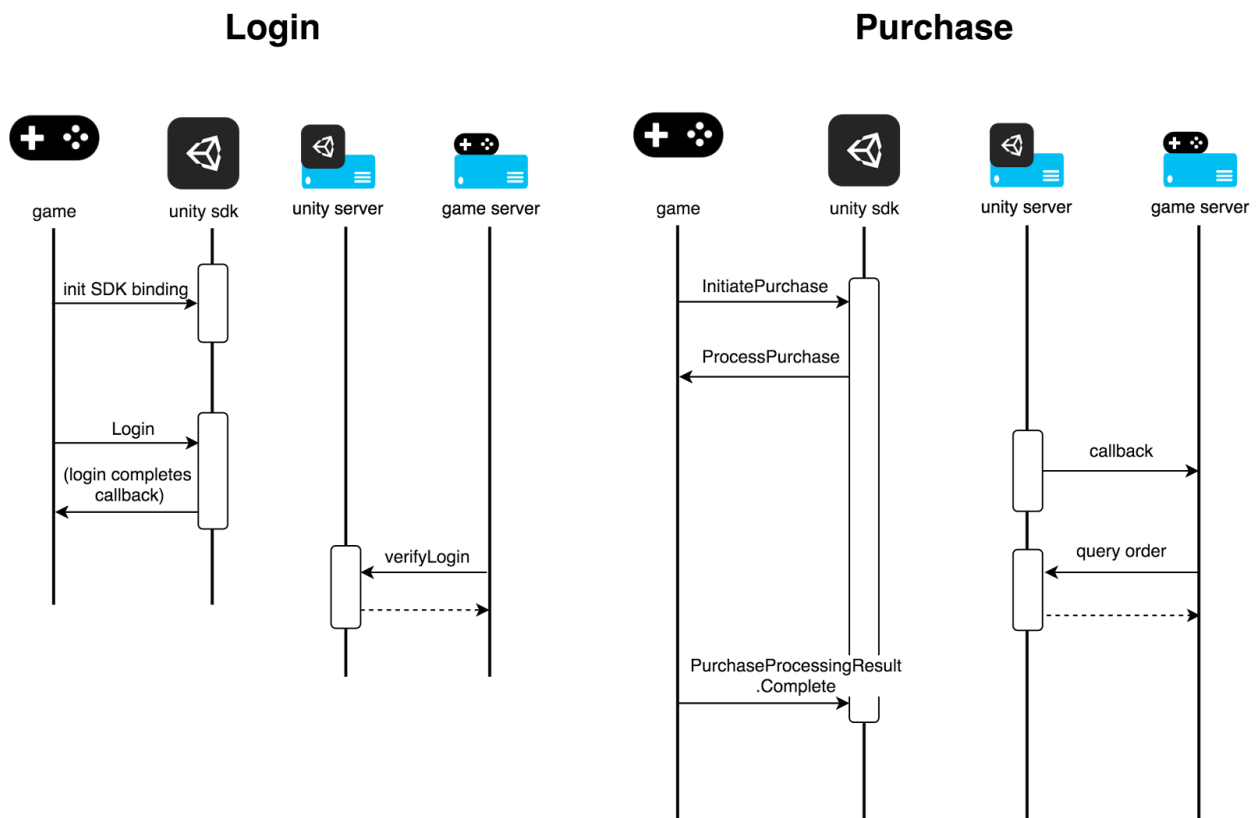 Login
Purchase
game
unity sdk
unity server
game server
game
unity sdk
unity server
game server
init SDK binding
Login
(login completes
callback)
verifyLogin
InitiatePurchase
ProcessPurchase
callback
query order
PurchaseProcessingResult
.Complete